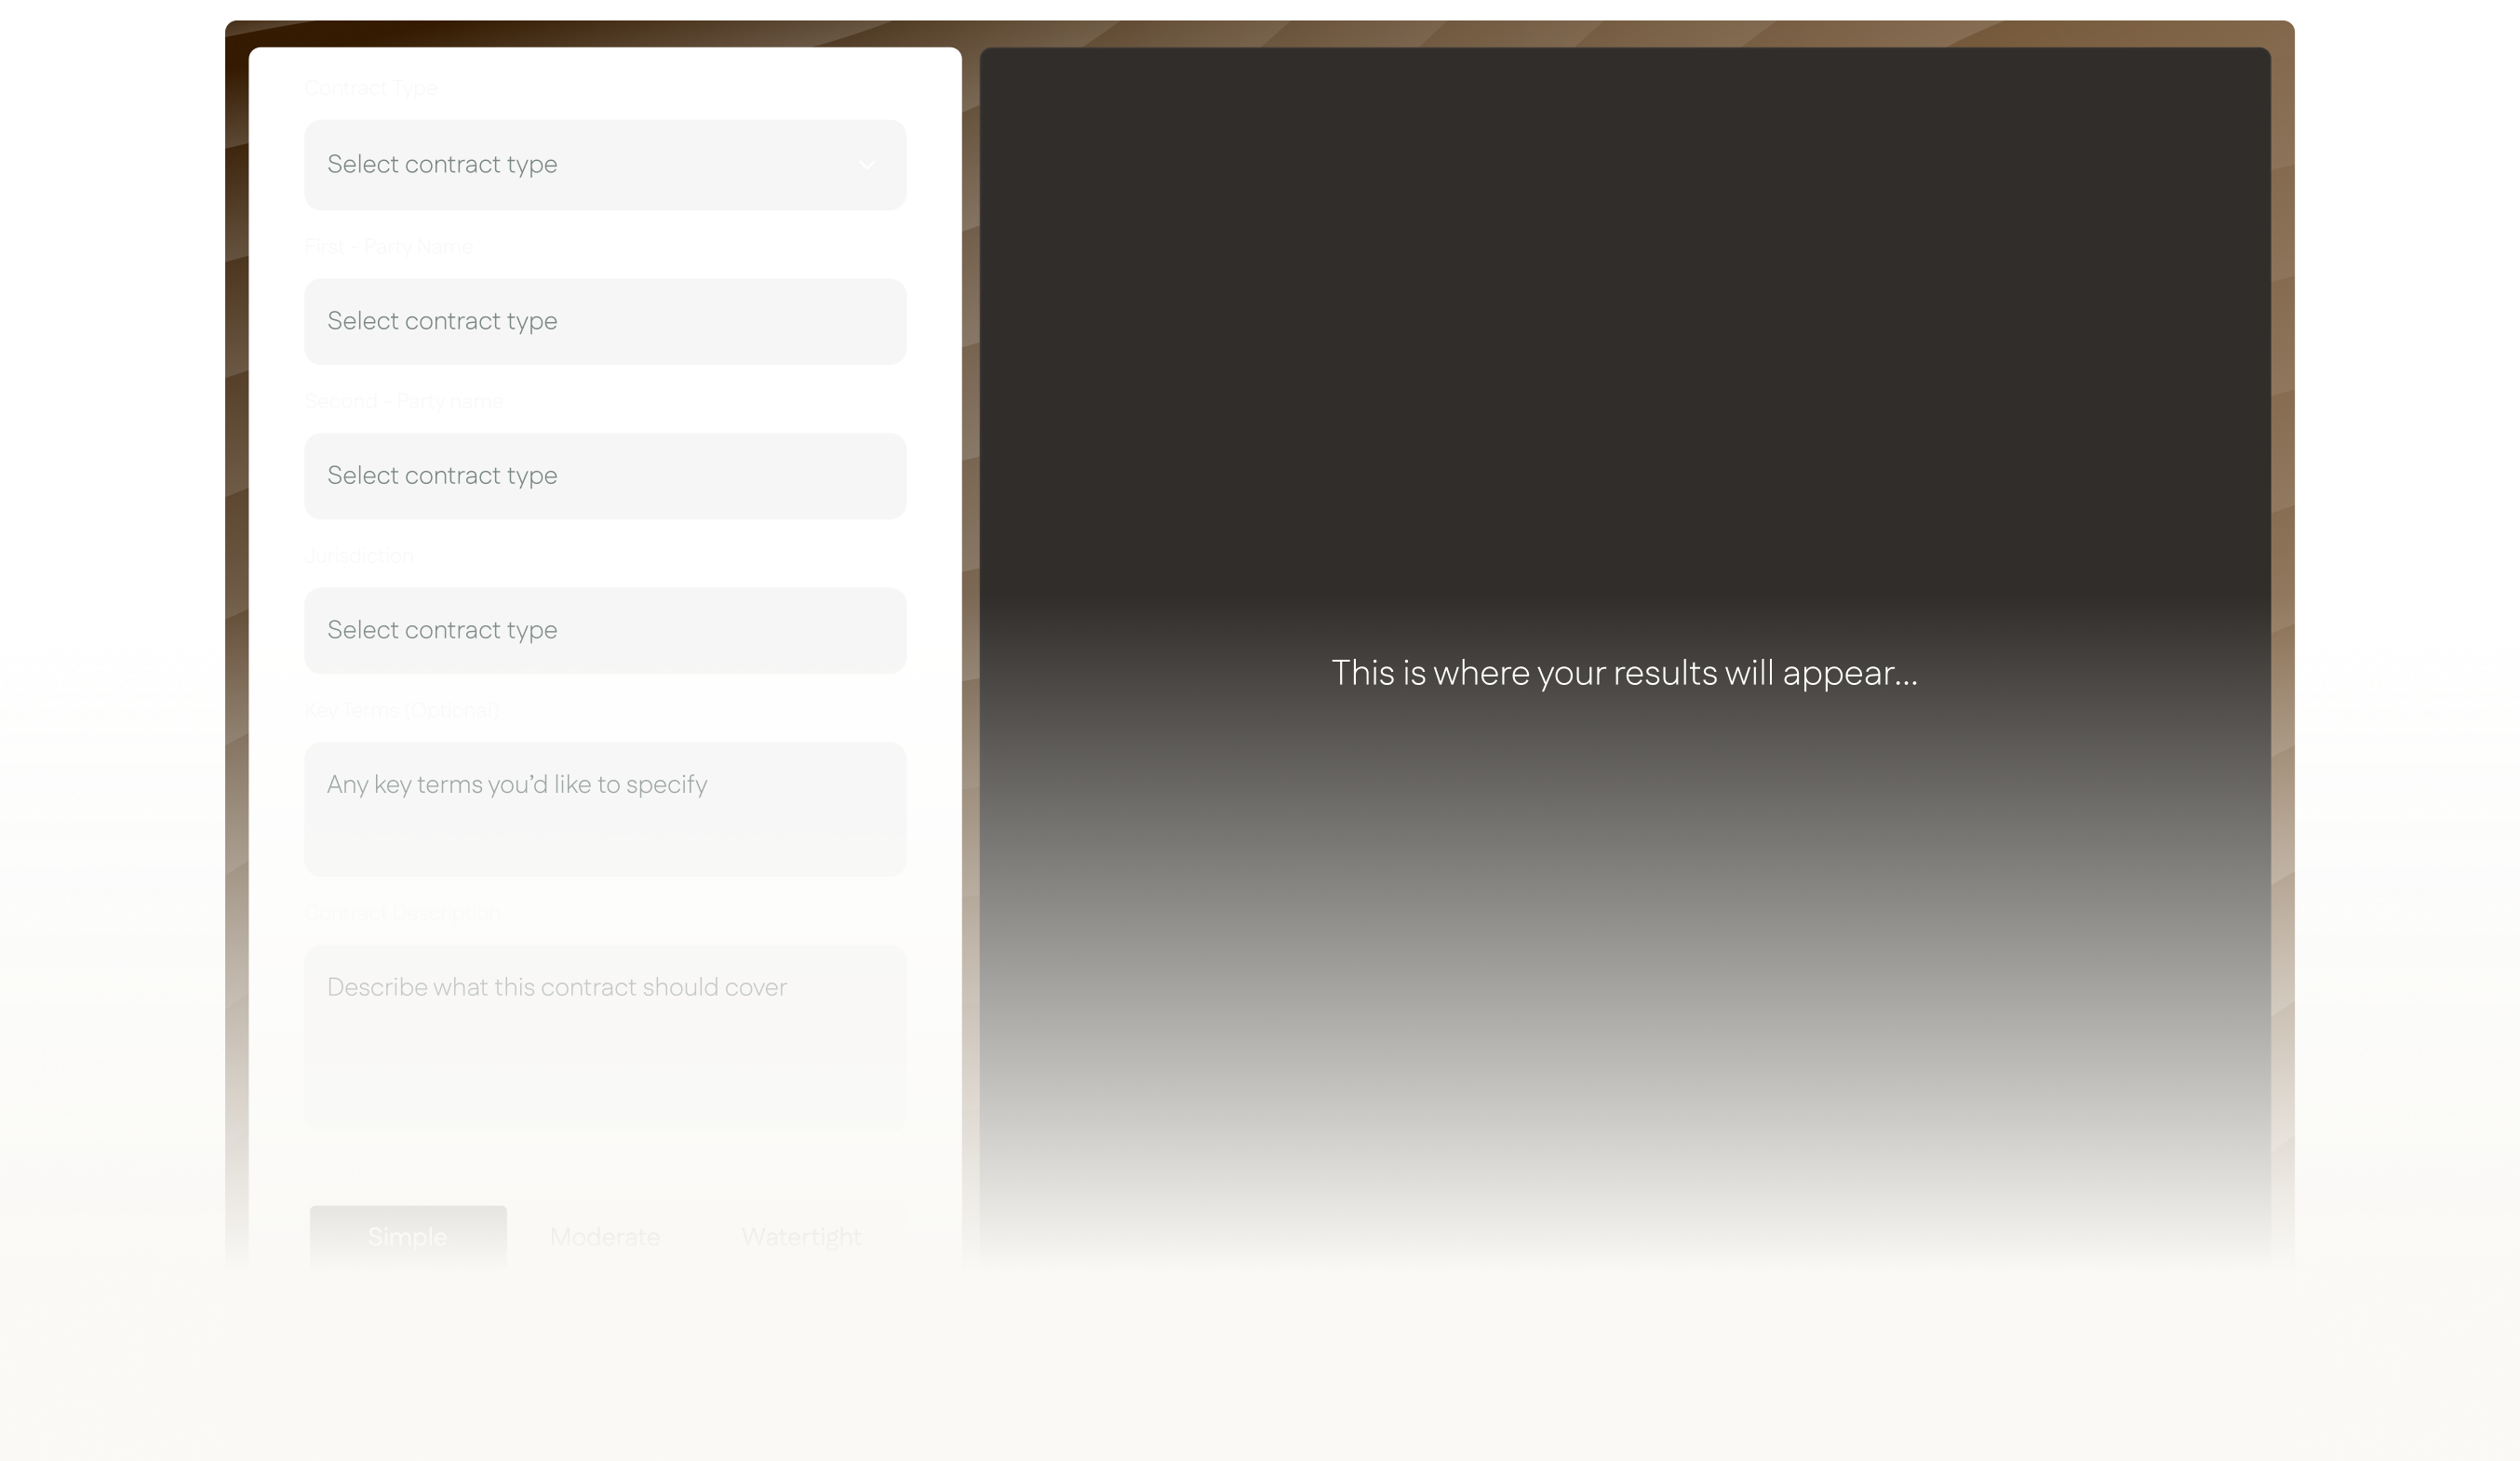 Contract Type
Select contract type
First - Party Name
Select contract type
Second - Party name
Select contract type
Jurisdiction
Select contract type
Key Terms (Optional)
Any key terms you’d like to specify
Contract Description
Describe what this contract should cover
Simple Moderate Watertight
This is where your results will appear...